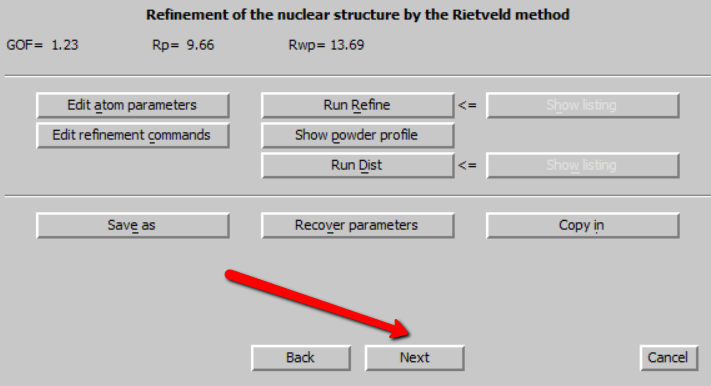 Refinement of the nuclear structure by the Rietveld method
GOF= 1.23 Rp= 9.66 Rwp= 13.69
Edit atom parameters Run Refine <= Show listing
Edit refinement commands Show powder profile
Run Dist <= Show listing
Save as Recover parameters Copy in
Back Next Cancel